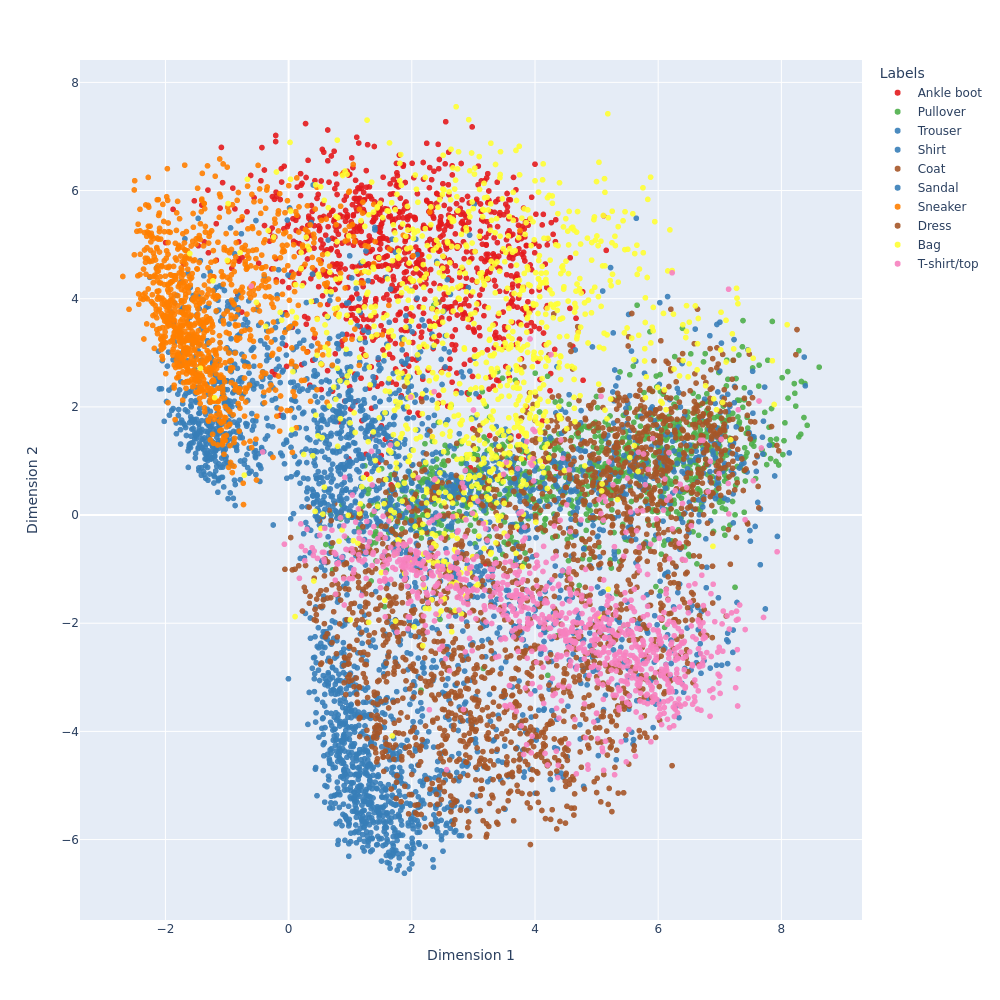 Labels
Ankle boot
Pullover
Trouser
Shirt
Coat
Sandal
Sneaker
Dress
Bag
T-shirt/top
8
6
4
2
0
−2
−4
−6
Dimension 2
−2 0 2 4 6 8
Dimension 1